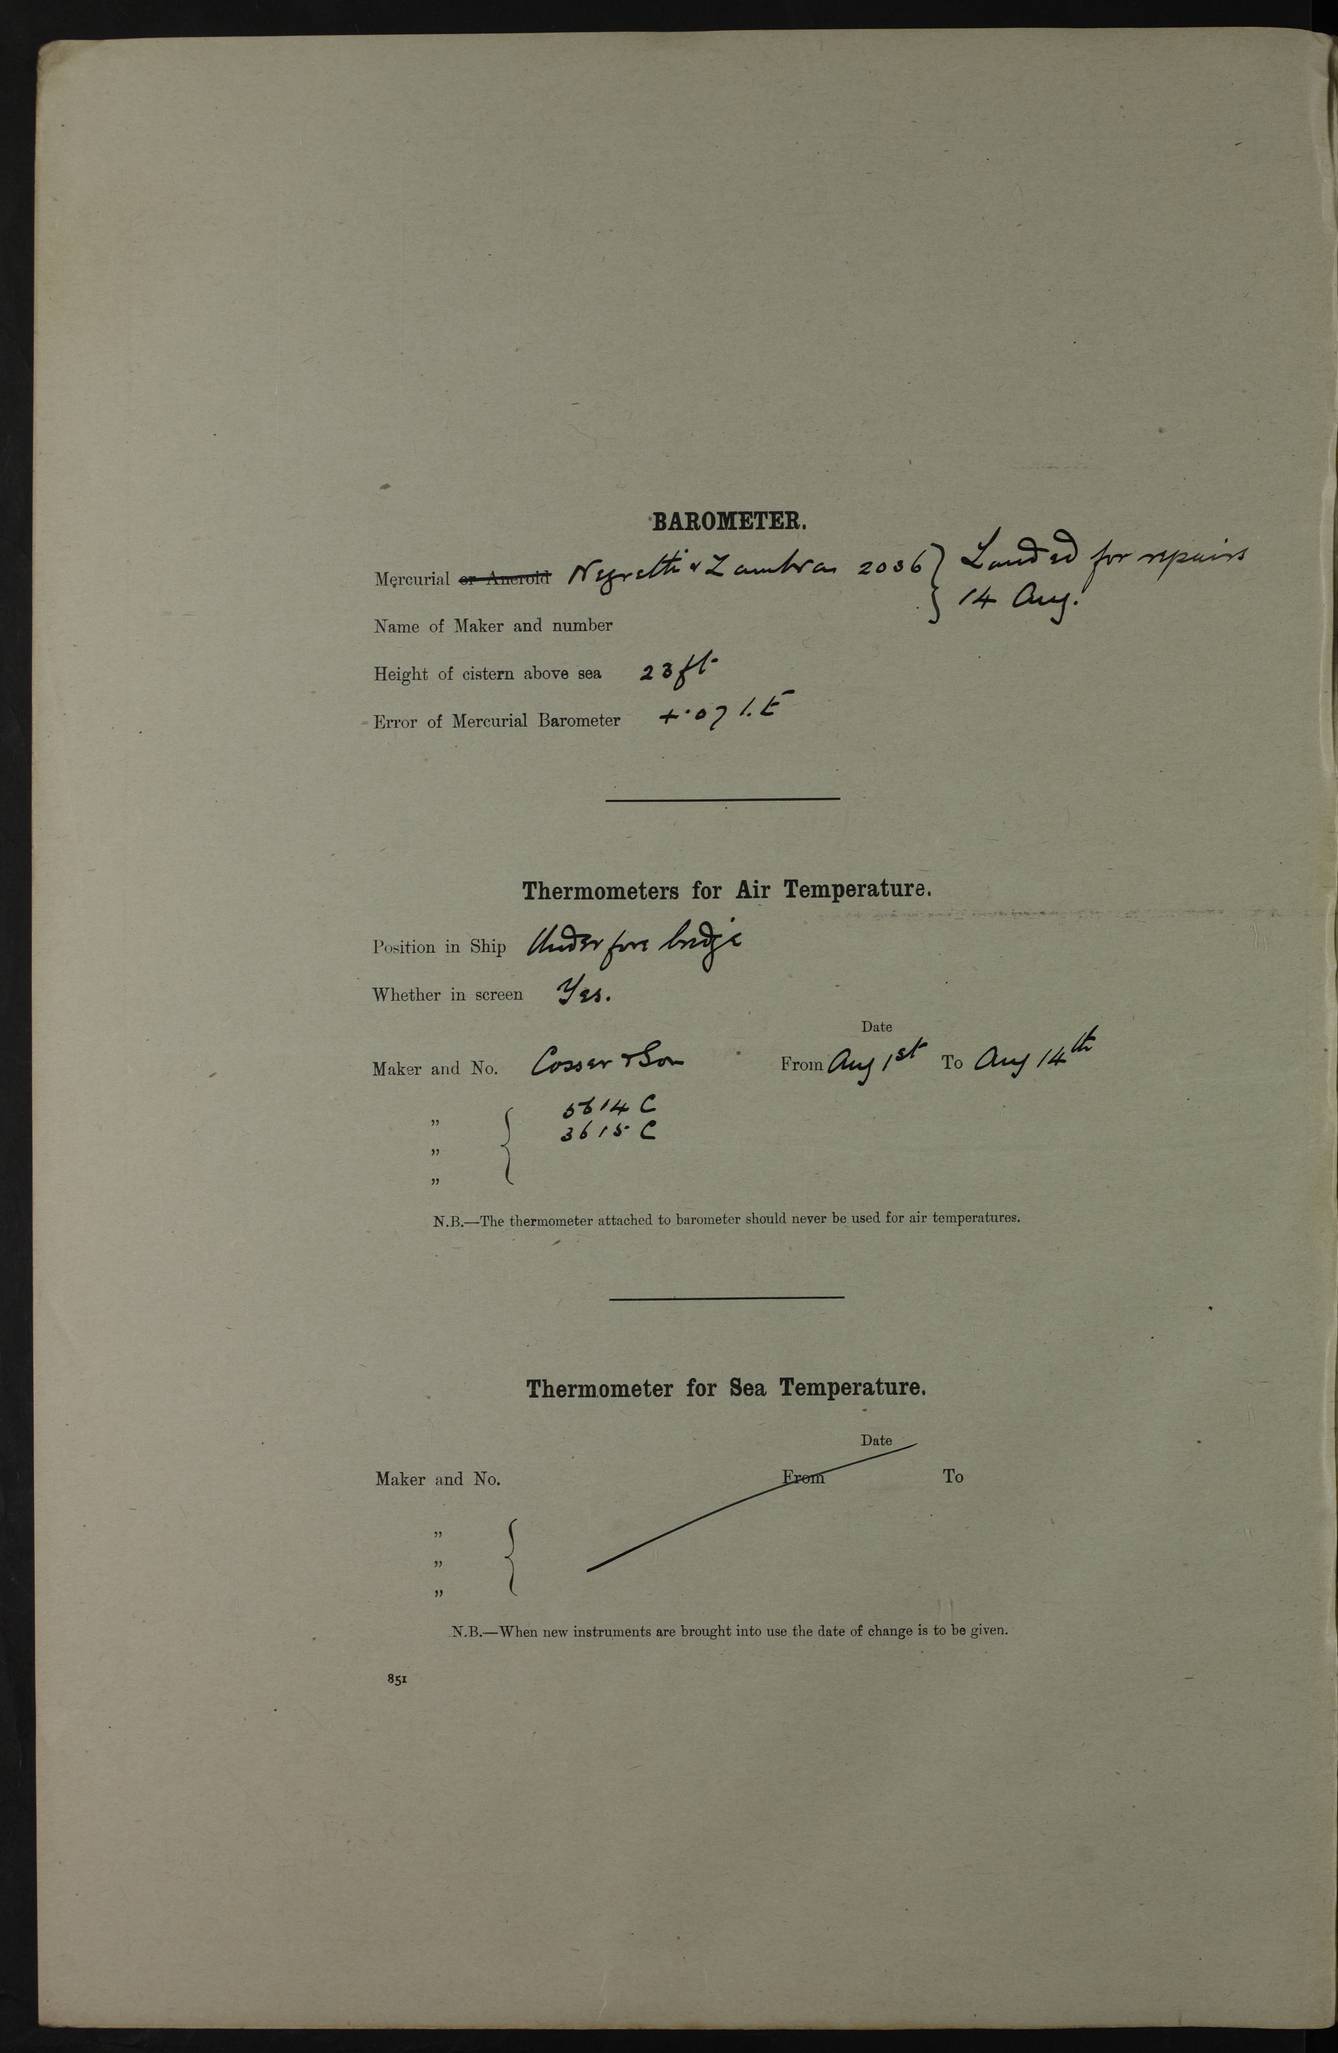 BAROMETER.
Mercurial or Aneroid Negretti & Zambra 2036 } Landed for repairs
14 Aug.
Name of Maker and number
Height of cistern above sea 23 ft
Error of Mercurial Barometer +.07 I.E
Thermometers for Air Temperature.
Position in Ship Under fore bridge
Whether in screen Yes.
Date
Maker and No. Cosser & Son From Aug 1st To Aug 14th
„ { 5614 C
3615 C
„
„
N.B.—The thermometer attached to barometer should never be used for air temperatures.
Thermometer for Sea Temperature.
Date
Maker and No. From To
„
„ {
„
N.B.—When new instruments are brought into use the date of change is to be given.
851